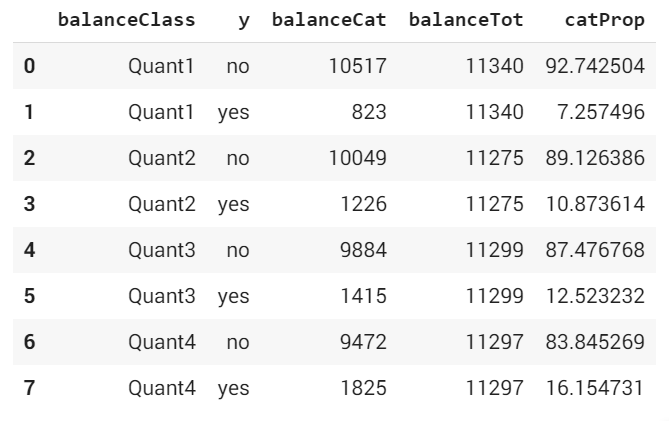 balanceClass y balanceCat balanceTot catProp
0 Quant1 no 10517 11340 92.742504
1 Quant1 yes 823 11340 7.257496
2 Quant2 no 10049 11275 89.126386
3 Quant2 yes 1226 11275 10.873614
4 Quant3 no 9884 11299 87.476768
5 Quant3 yes 1415 11299 12.523232
6 Quant4 no 9472 11297 83.845269
7 Quant4 yes 1825 11297 16.154731